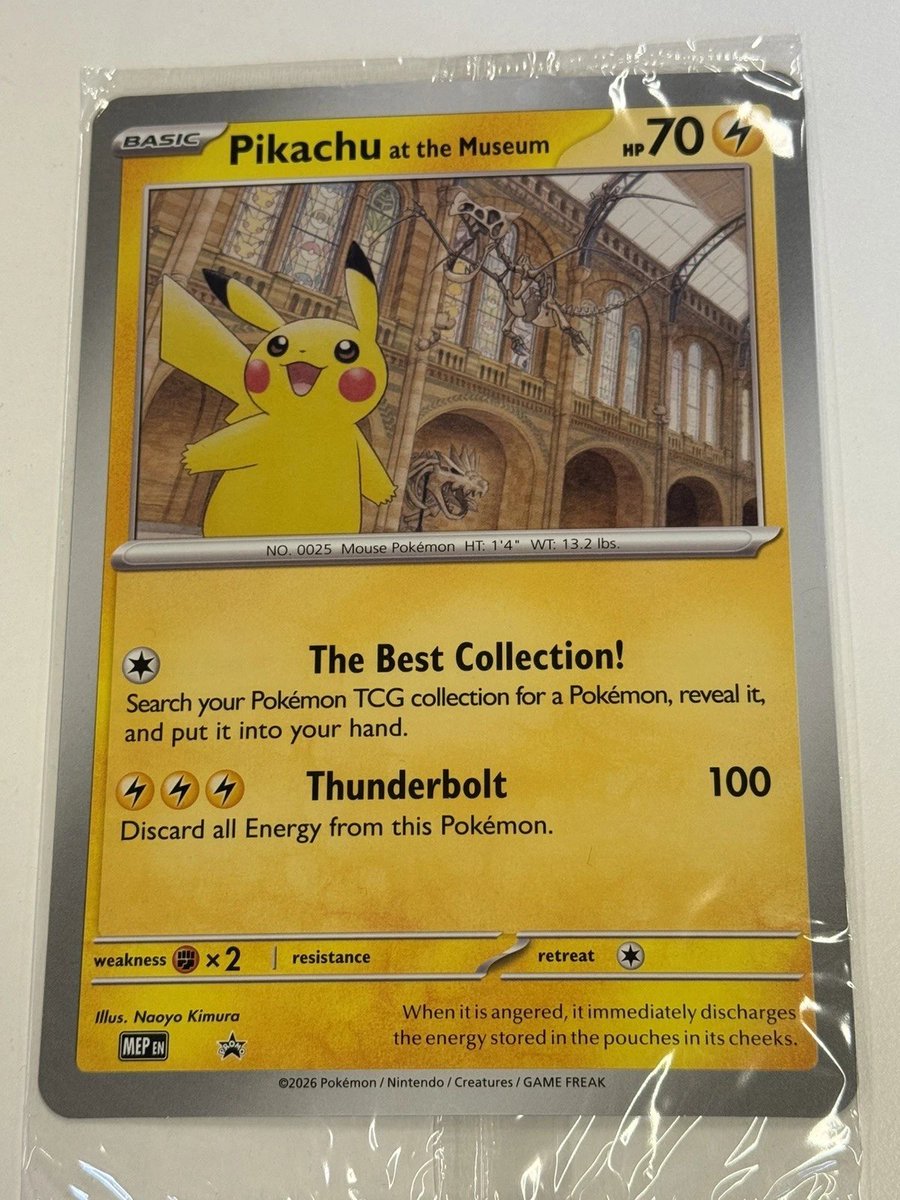 BASIC Pikachu at the Museum HP 70
NO. 0025 Mouse Pokémon HT: 1'4" WT: 13.2 lbs.
The Best Collection!
Search your Pokémon TCG collection for a Pokémon, reveal it,
and put it into your hand.
Thunderbolt 100
Discard all Energy from this Pokémon.
weakness ×2 resistance retreat
Illus. Naoyo Kimura
When it is angered, it immediately discharges
the energy stored in the pouches in its cheeks.
MEP EN PROMO
©2026 Pokémon / Nintendo / Creatures / GAME FREAK